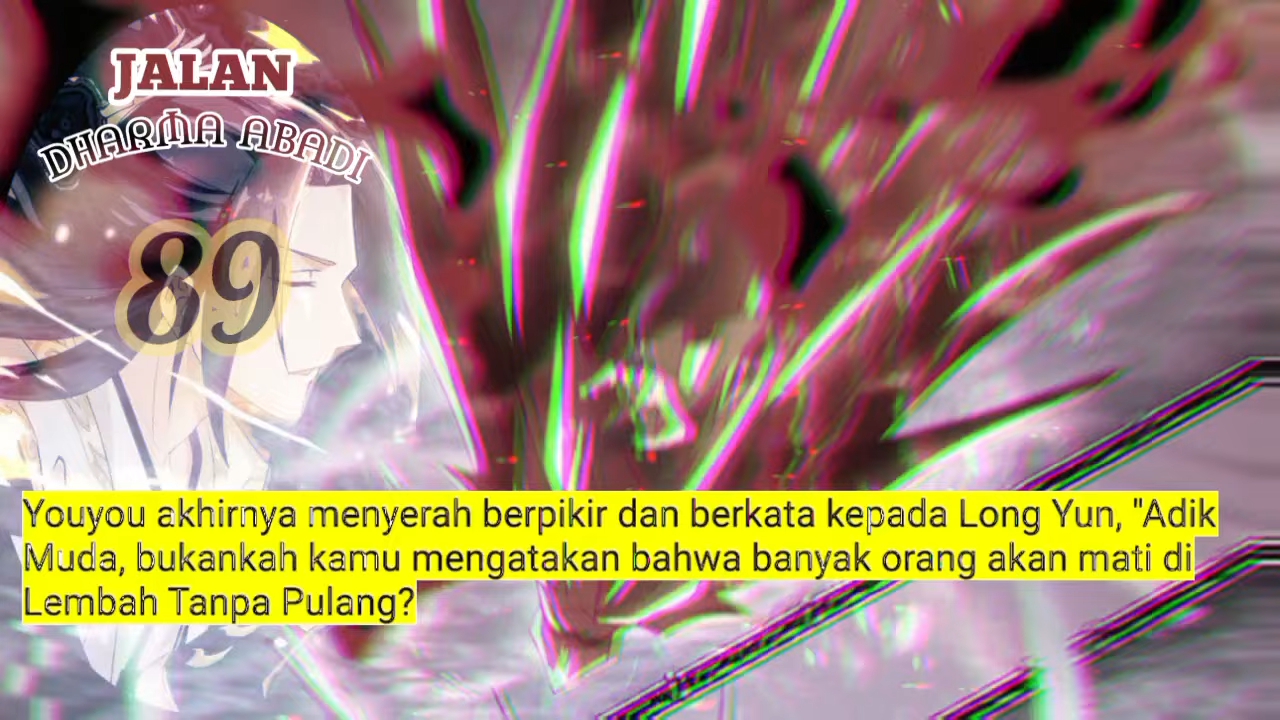 JALAN
DHARMA ABADI
89
Youyou akhirnya menyerah berpikir dan berkata kepada Long Yun, "Adik
Muda, bukankah kamu mengatakan bahwa banyak orang akan mati di
Lembah Tanpa Pulang?